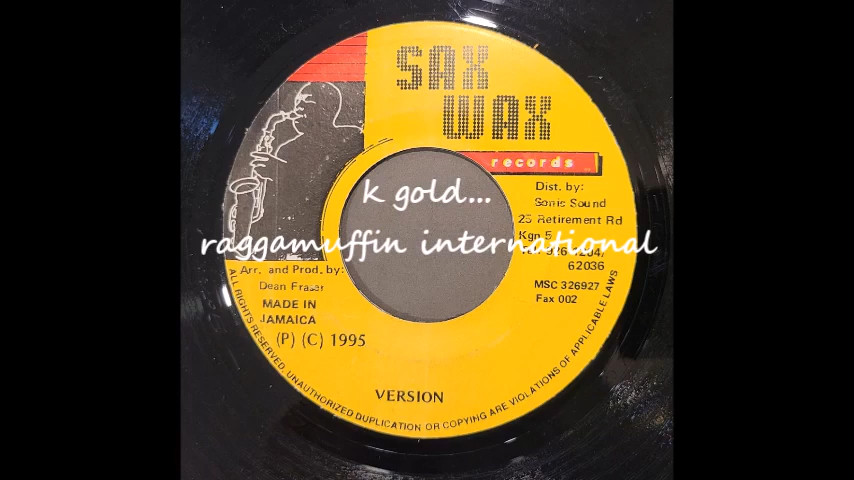 SAX
WAX
records
Dist. by:
Sonic Sound
25 Retirement Rd
Kgn 5
62036
MSC 326927
Fax 002
k gold...
raggamuffin international
Arr. and Prod. by:
Dean Fraser
MADE IN
JAMAICA
(P) (C) 1995
VERSION
ALL RIGHTS RESERVED. UNAUTHORIZED DUPLICATION OR COPYING ARE VIOLATIONS OF APPLICABLE LAWS